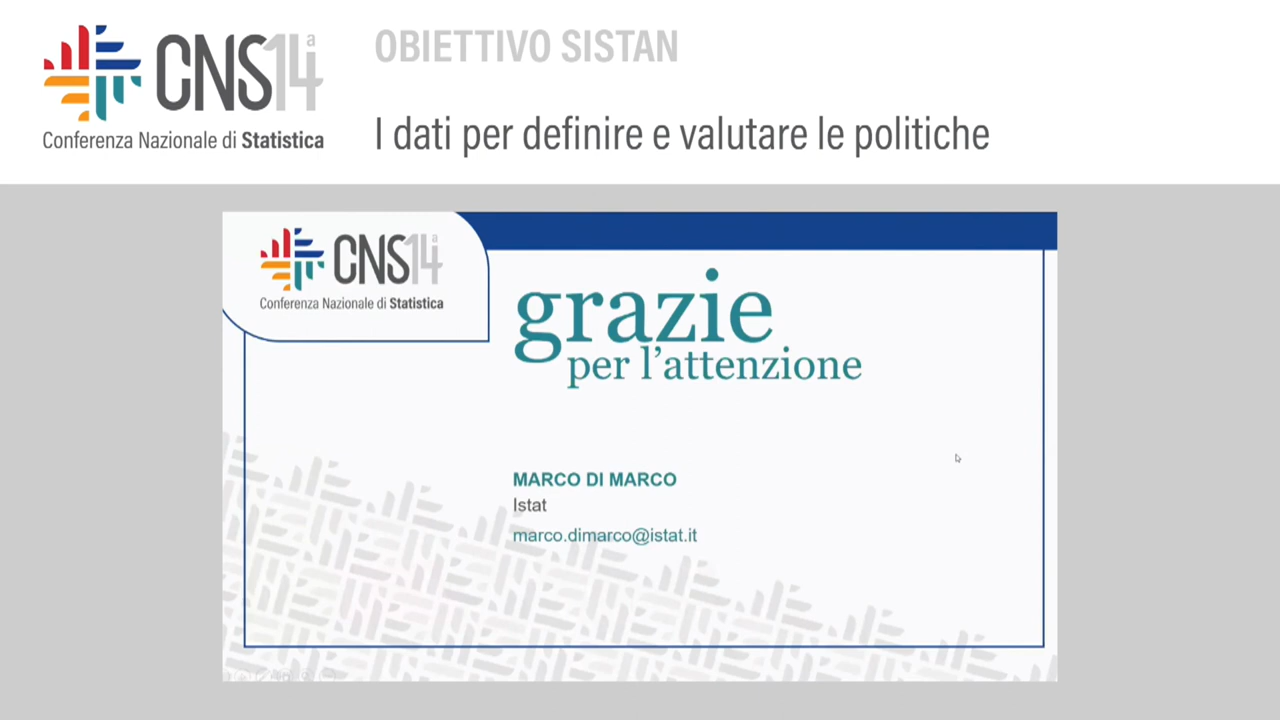 CNS14a
Conferenza Nazionale di Statistica
OBIETTIVO SISTAN
I dati per definire e valutare le politiche
CNS14a
Conferenza Nazionale di Statistica
grazie
per l’attenzione
MARCO DI MARCO
Istat
marco.dimarco@istat.it